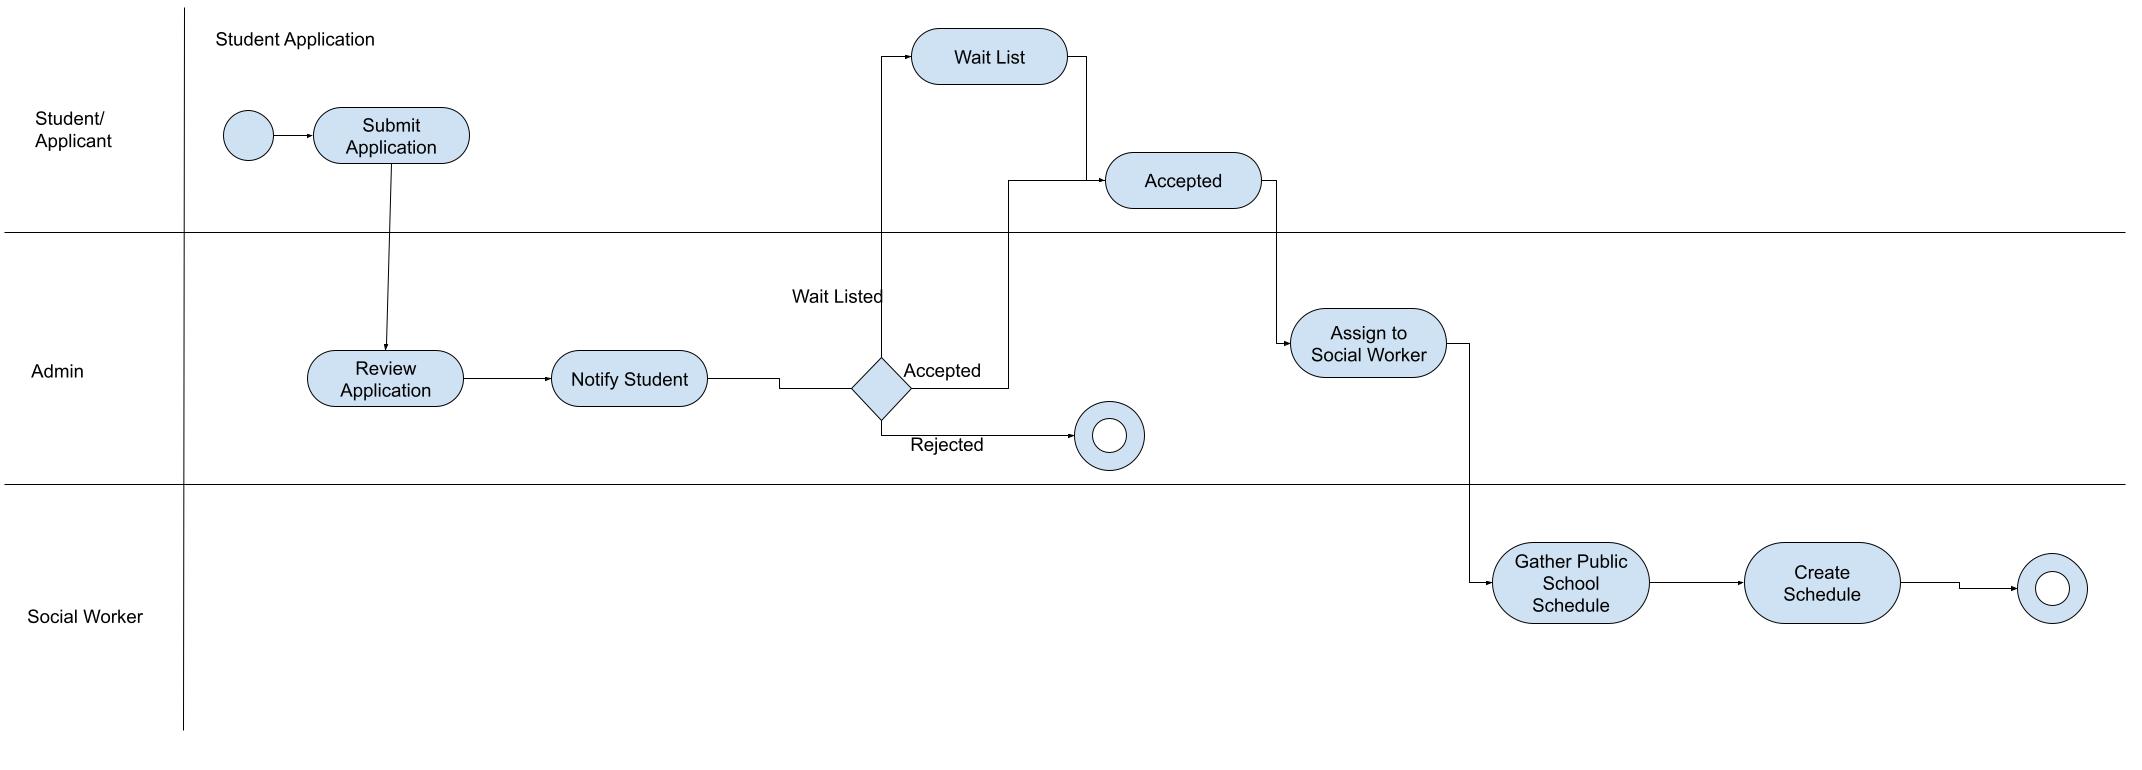 Student Application
Wait List
Student/
Applicant
Submit
Application
Accepted
Wait Listed
Assign to
Social Worker
Admin
Review
Application
Notify Student
Accepted
Rejected
Social Worker
Gather Public
School
Schedule
Create
Schedule